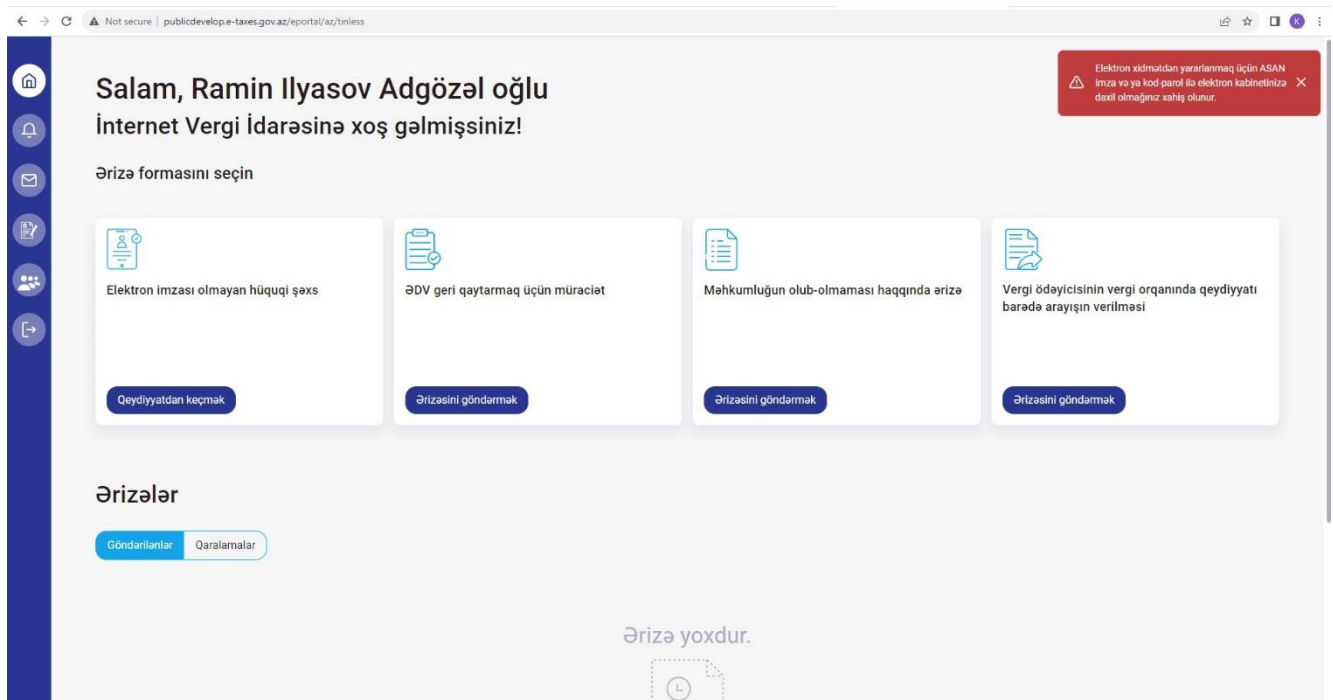 Not secure | publicdevelop.e-taxes.gov.az/eportal/az/tinless
K
Salam, Ramin Ilyasov Adgözəl oğlu
İnternet Vergi İdarəsinə xoş gəlmişsiniz!
Elektron xidmətdən yararlanmaq üçün ASAN
imza və ya kod-parol ilə elektron kabinetinizə
daxil olmağınız xahiş olunur.
Ərizə formasını seçin
Elektron imzası olmayan hüquqi şəxs
Qeydiyyatdan keçmək
ƏDV geri qaytarmaq üçün müraciət
Ərizəsini göndərmək
Məhkumluğun olub-olmaması haqqında ərizə
Ərizəsini göndərmək
Vergi ödəyicisinin vergi orqanında qeydiyyatı
barədə arayışın verilməsi
Ərizəsini göndərmək
Ərizələr
Göndərilənlər
Qaralamalar
Ərizə yoxdur.